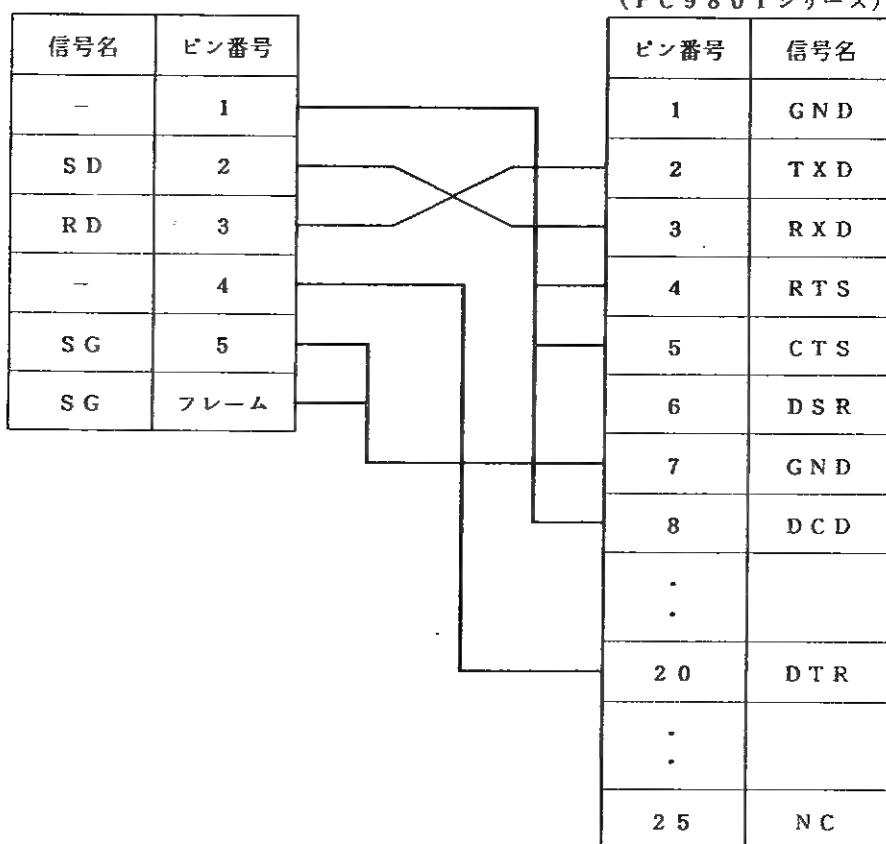 (PC9801シリーズ)
信号名 ピン番号
- 1
SD 2
RD 3
- 4
SG 5
SG フレーム
ピン番号 信号名
1 GND
2 TXD
3 RXD
4 RTS
5 CTS
6 DSR
7 GND
8 DCD
20 DTR
25 NC